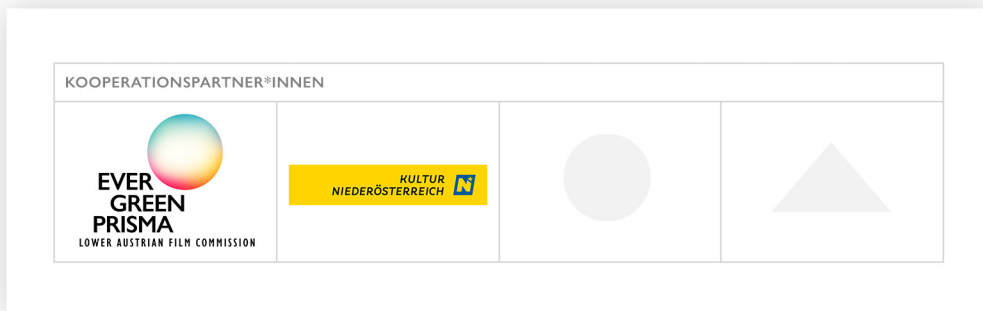 KOOPERATIONSPARTNER*INNEN
EVER
GREEN
PRISMA
LOWER AUSTRIAN FILM COMMISSION
KULTUR
NIEDERÖSTERREICH
N